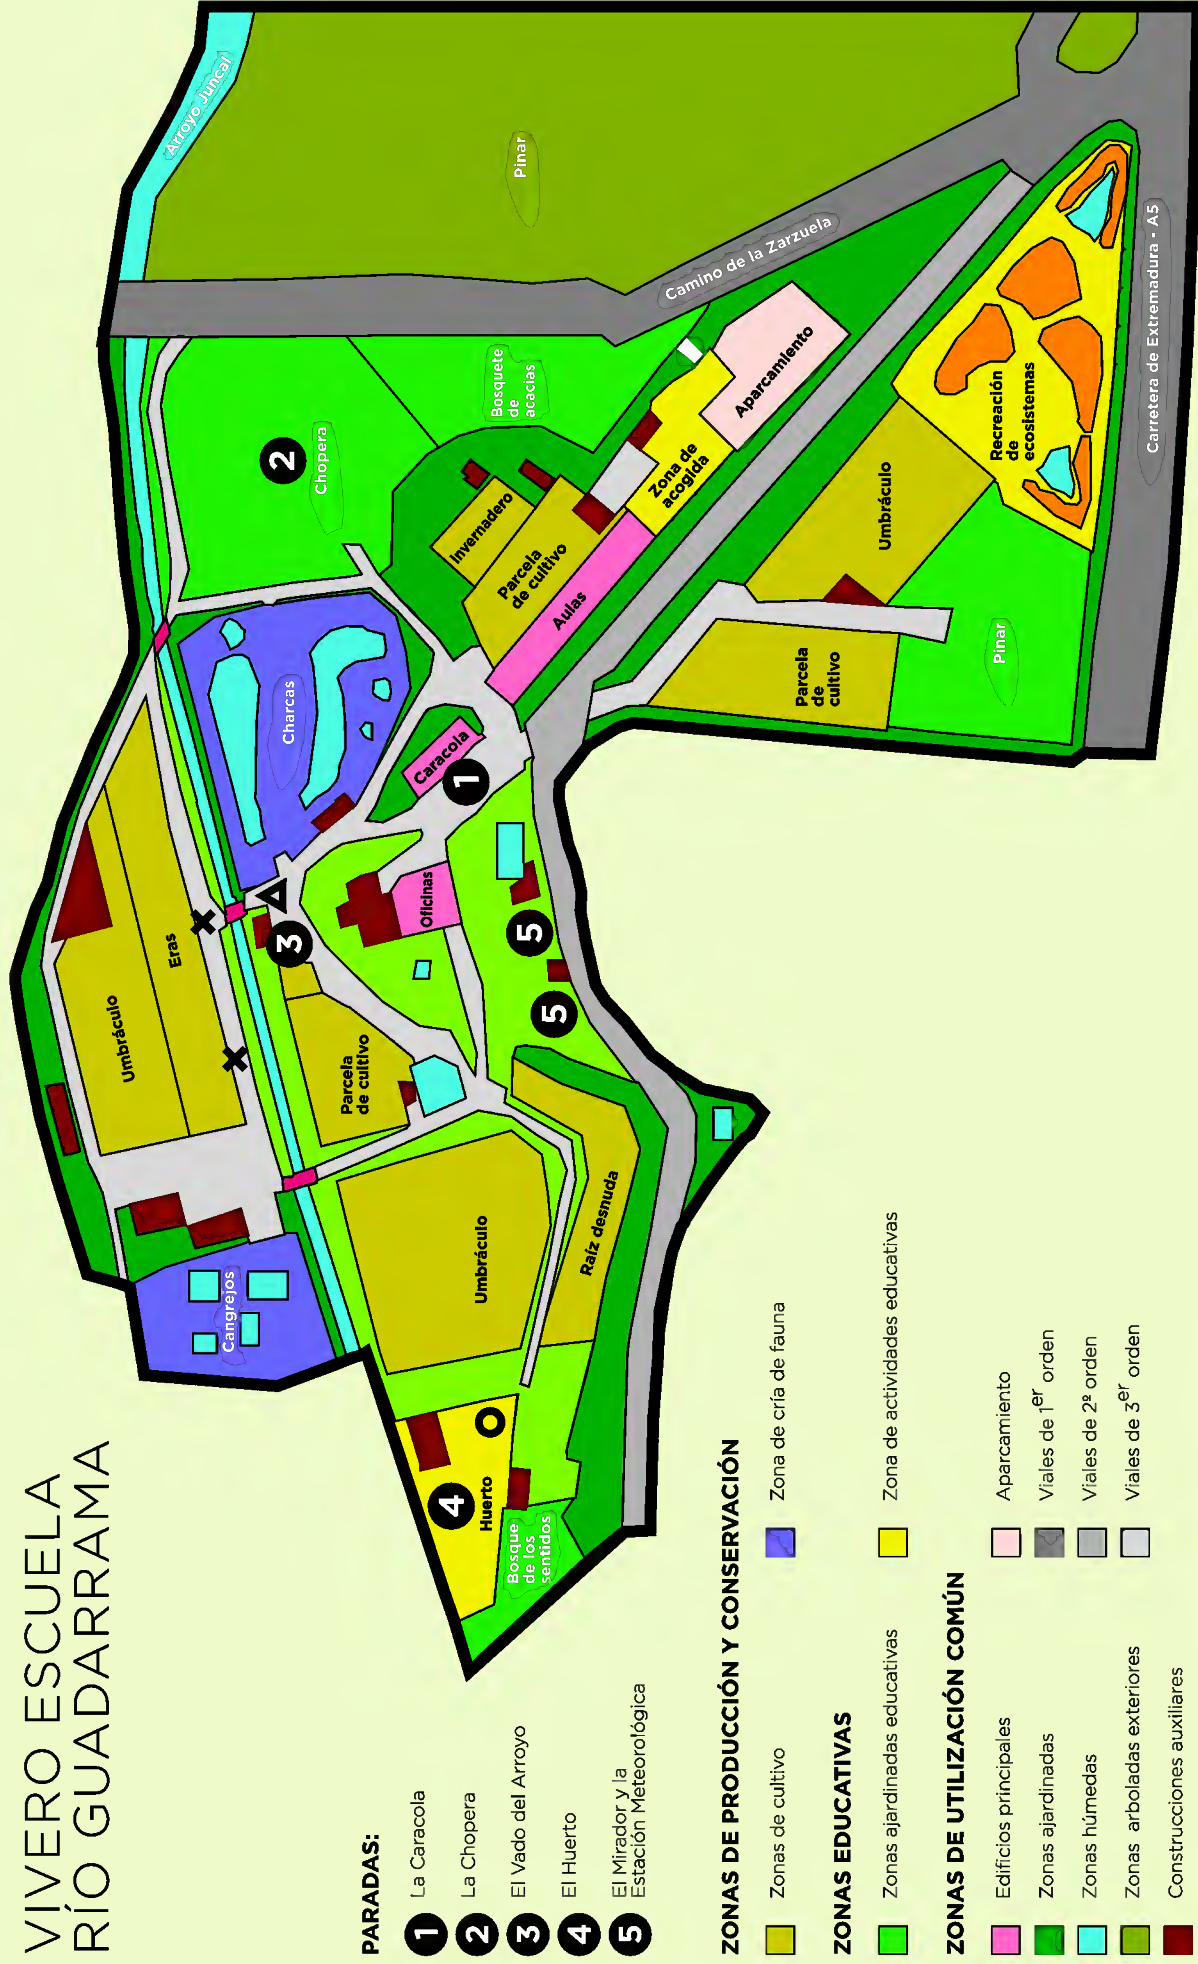 VIVERO ESCUELA
RÍO GUADARRAMA
PARADAS:
1 La Caracola
2 La Chopera
3 El Vado del Arroyo
4 El Huerto
5 El Mirador y la
Estación Meteorológica
ZONAS DE PRODUCCIÓN Y CONSERVACIÓN
Zonas de cultivo
Zona de cría de fauna
ZONAS EDUCATIVAS
Zonas ajardinadas educativas
Zona de actividades educativas
ZONAS DE UTILIZACIÓN COMÚN
Edificios principales
Zonas ajardinadas
Zonas húmedas
Zonas arboladas exteriores
Construcciones auxiliares
Aparcamiento
Viales de 1er orden
Viales de 2º orden
Viales de 3er orden
Cangrejos
Umbráculo
Eras
Arroyo Juncal
Charcas
2
Chopera
Pinar
3
Parcela
de cultivo
Oficinas
Caracola
1
Invernadero
Parcela
de cultivo
Aulas
Bosquete
de
acacias
Zona de
acogida
Aparcamiento
Camino de la Zarzuela
4
Huerto
Bosque
de los
sentidos
Umbráculo
Raíz desnuda
5
5
Parcela
de
cultivo
Umbráculo
Pinar
Recreación
de
ecosistemas
Carretera de Extremadura - A5